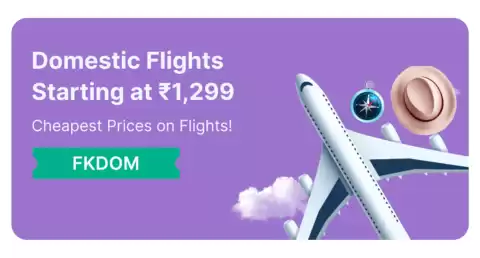 Domestic Flights
Starting at ₹1,299
Cheapest Prices on Flights!
FKDOM